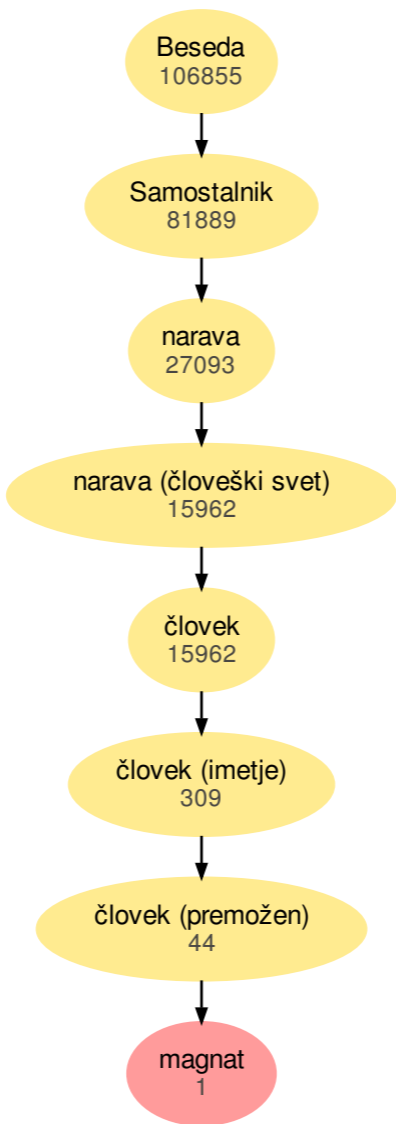 Beseda
106855
Samostalnik
81889
narava
27093
narava (človeški svet)
15962
človek
15962
človek (imetje)
309
človek (premožen)
44
magnat
1